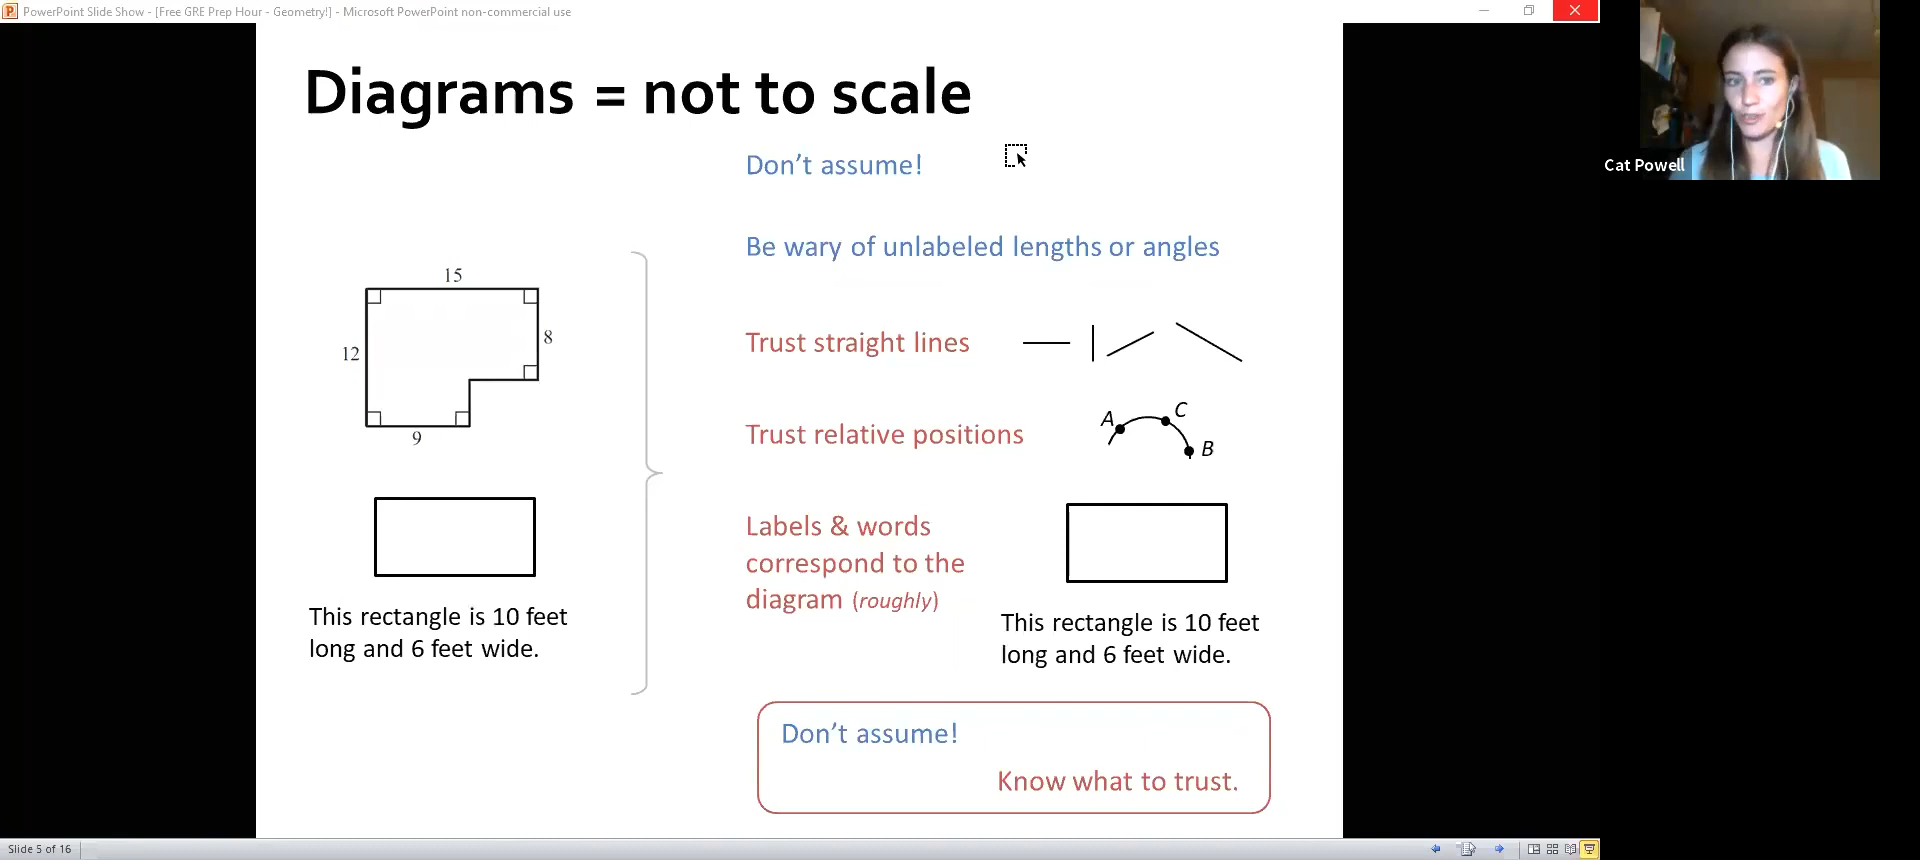 PowerPoint Slide Show - [Free GRE Prep Hour - Geometry!] - Microsoft PowerPoint non-commercial use
Diagrams = not to scale
Don't assume!
Cat Powell
Be wary of unlabeled lengths or angles
15
12
8
9
Trust straight lines
Trust relative positions
A
C
B
This rectangle is 10 feet
long and 6 feet wide.
Labels & words
correspond to the
diagram (roughly)
This rectangle is 10 feet
long and 6 feet wide.
Don't assume!
Know what to trust.
Slide 5 of 16